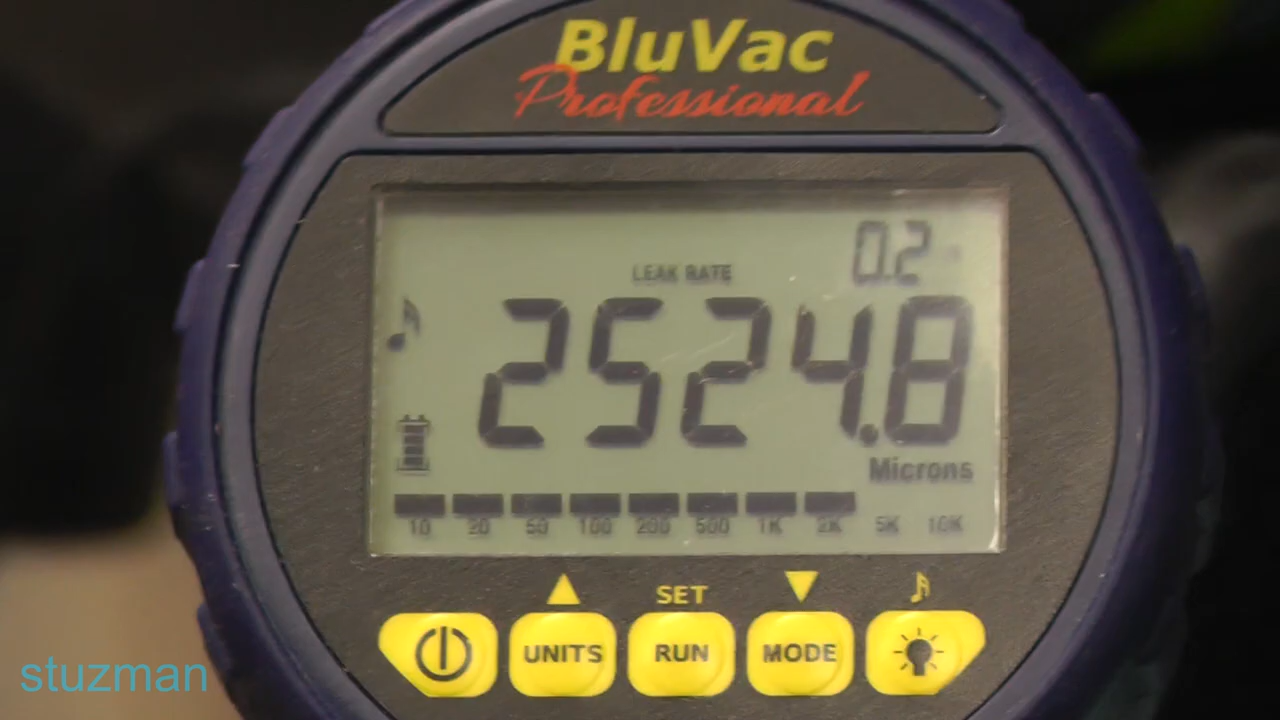 BluVac
Professional
0.2
LEAK RATE
2524.8
Microns
10 20 50 100 200 500 1K 2K 5K 10K
SET
UNITS RUN MODE
stuzman